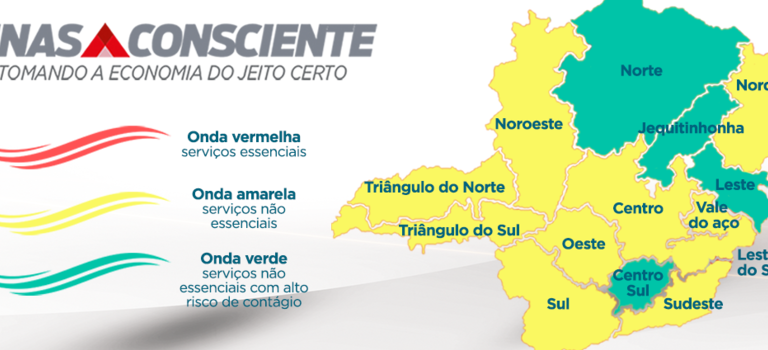 NAS CONSCIENTE
TOMANDO A ECONOMIA DO JEITO CERTO
Onda vermelha
serviços essenciais
Onda amarela
serviços não
essenciais
Onda verde
serviços não
essenciais com alto
risco de contágio
Norte
Nord
Noroeste
Jequitinhonha
Triângulo do Norte
Leste
Centro
Vale
do aço
Triângulo do Sul
Oeste
Lest
do S
Centro
Sul
Sul
Sudeste